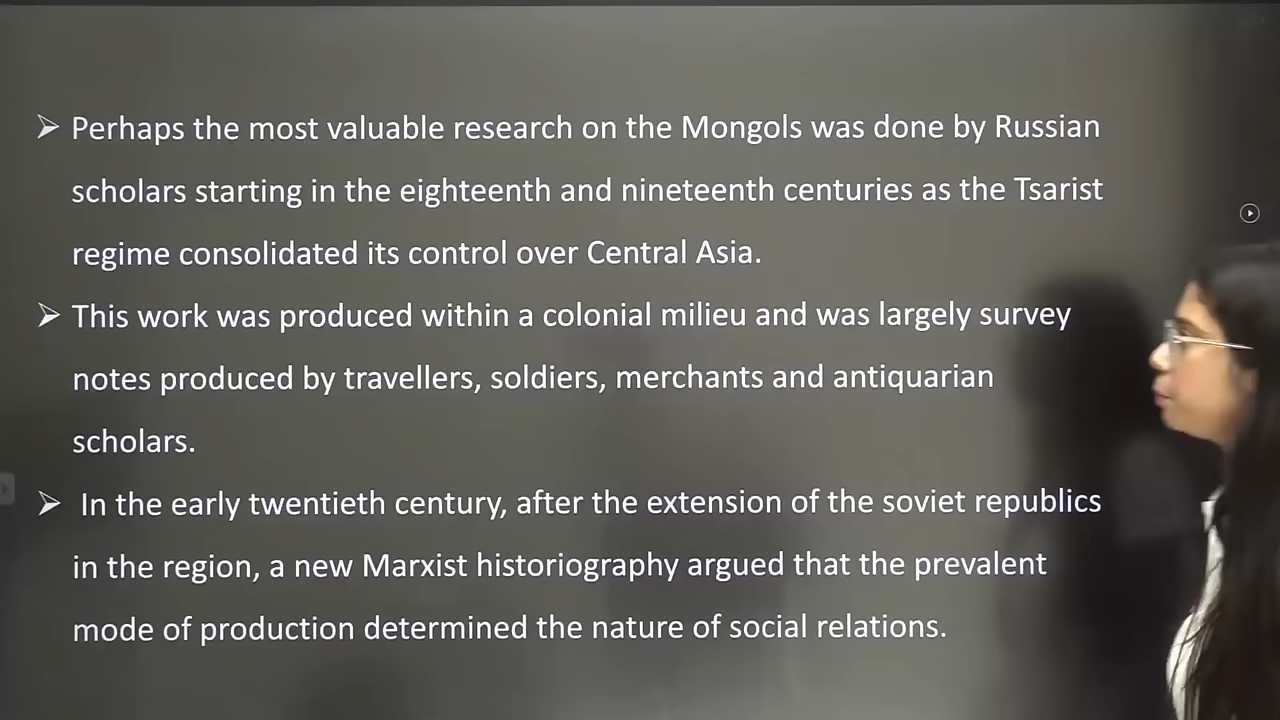 ➢ Perhaps the most valuable research on the Mongols was done by Russian
scholars starting in the eighteenth and nineteenth centuries as the Tsarist
regime consolidated its control over Central Asia.
➢ This work was produced within a colonial milieu and was largely survey
notes produced by travellers, soldiers, merchants and antiquarian
scholars.
➢ In the early twentieth century, after the extension of the soviet republics
in the region, a new Marxist historiography argued that the prevalent
mode of production determined the nature of social relations.